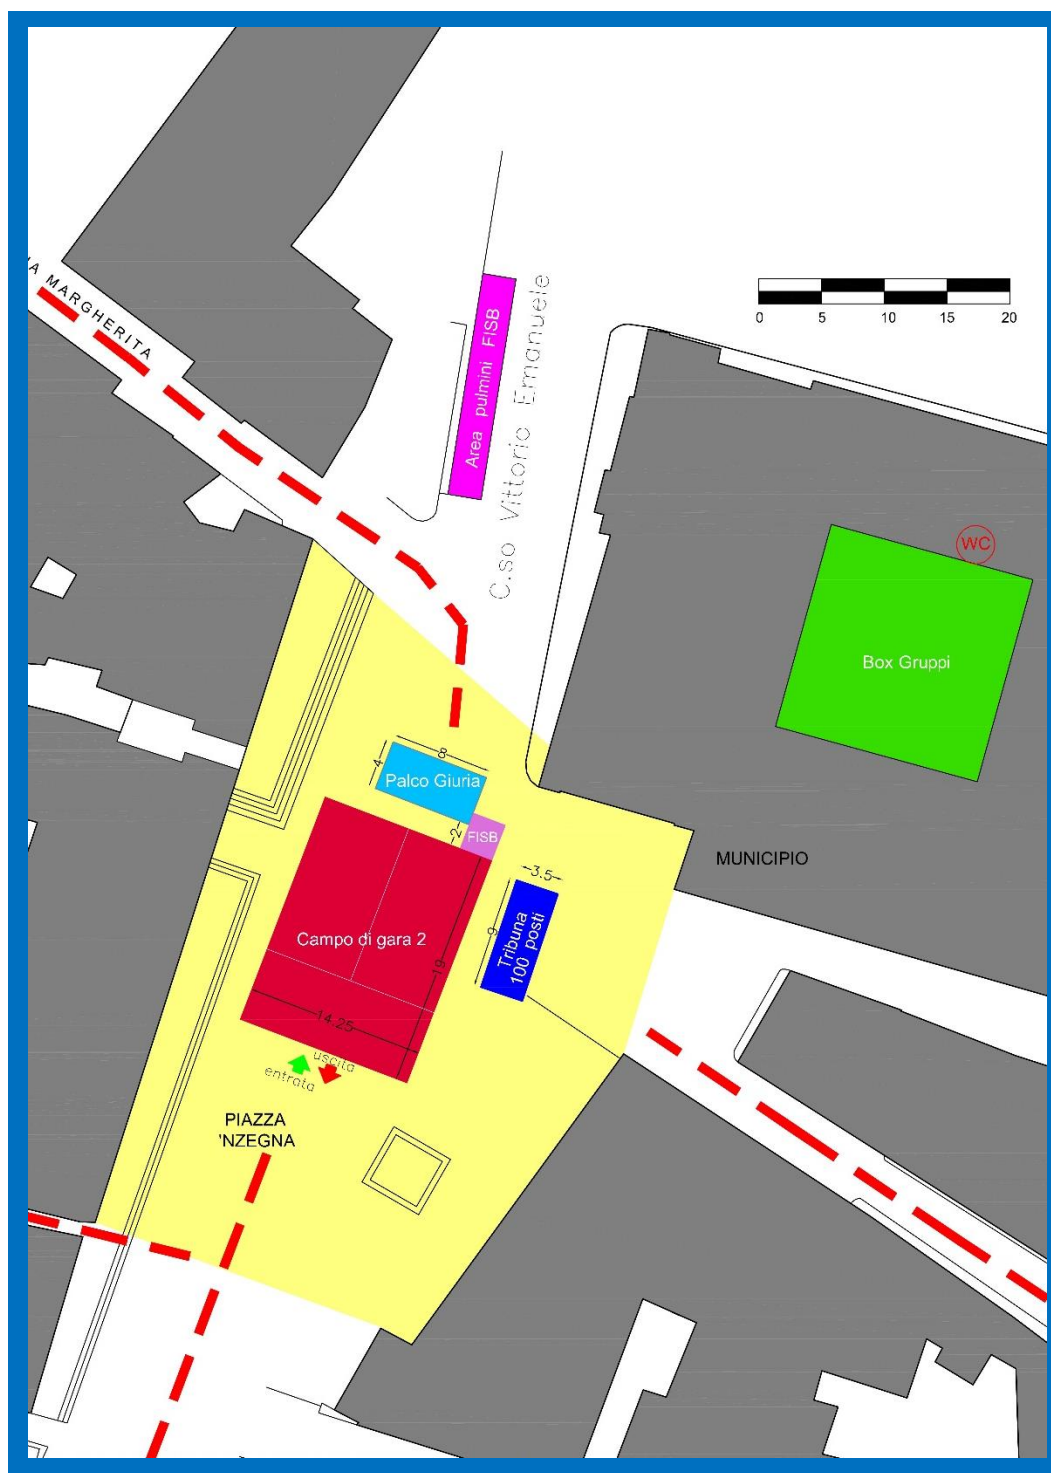 IA MARGHERITA
Area pulmini FISB
C.so Vittorio Emanuele
0 5 10 15 20
WC
Box Gruppi
8
4
Palco Giuria
2
FISB
MUNICIPIO
3.5
9
Tribuna
100 posti
Campo di gara 2
19
14.25
uscita
entrata
PIAZZA
'NZEGNA